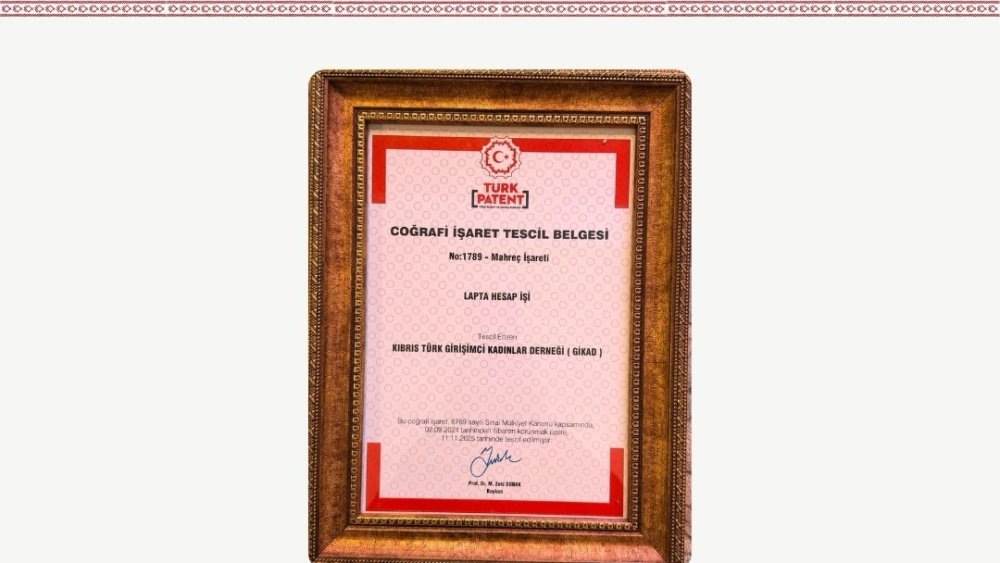 TÜRK
PATENT
COĞRAFİ İŞARET TESCİL BELGESİ
No:1789 - Mahreç İşareti
LAPTA HESAP İŞİ
Tescil Ettiren
KIBRIS TÜRK GİRİŞİMCİ KADINLAR DERNEĞİ ( GİKAD )
Bu coğrafi işaret, 6769 sayılı Sınai Mülkiyet Kanunu kapsamında,
02.09.2024 tarihinden itibaren korunmak üzere,
11.11.2025 tarihinde tescil edilmiştir.
Prof. Dr. M. Zeki DURAK
Başkan